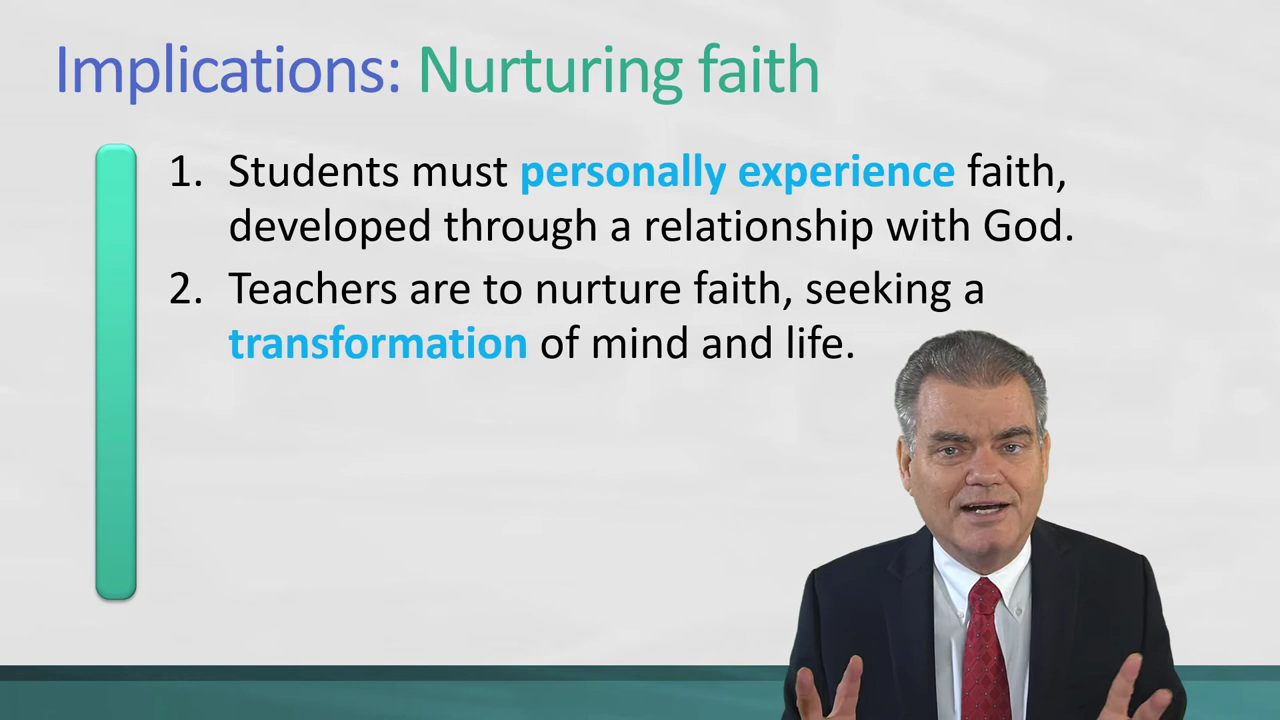 Implications: Nurturing faith
1. Students must personally experience faith,
developed through a relationship with God.
2. Teachers are to nurture faith, seeking a
transformation of mind and life.